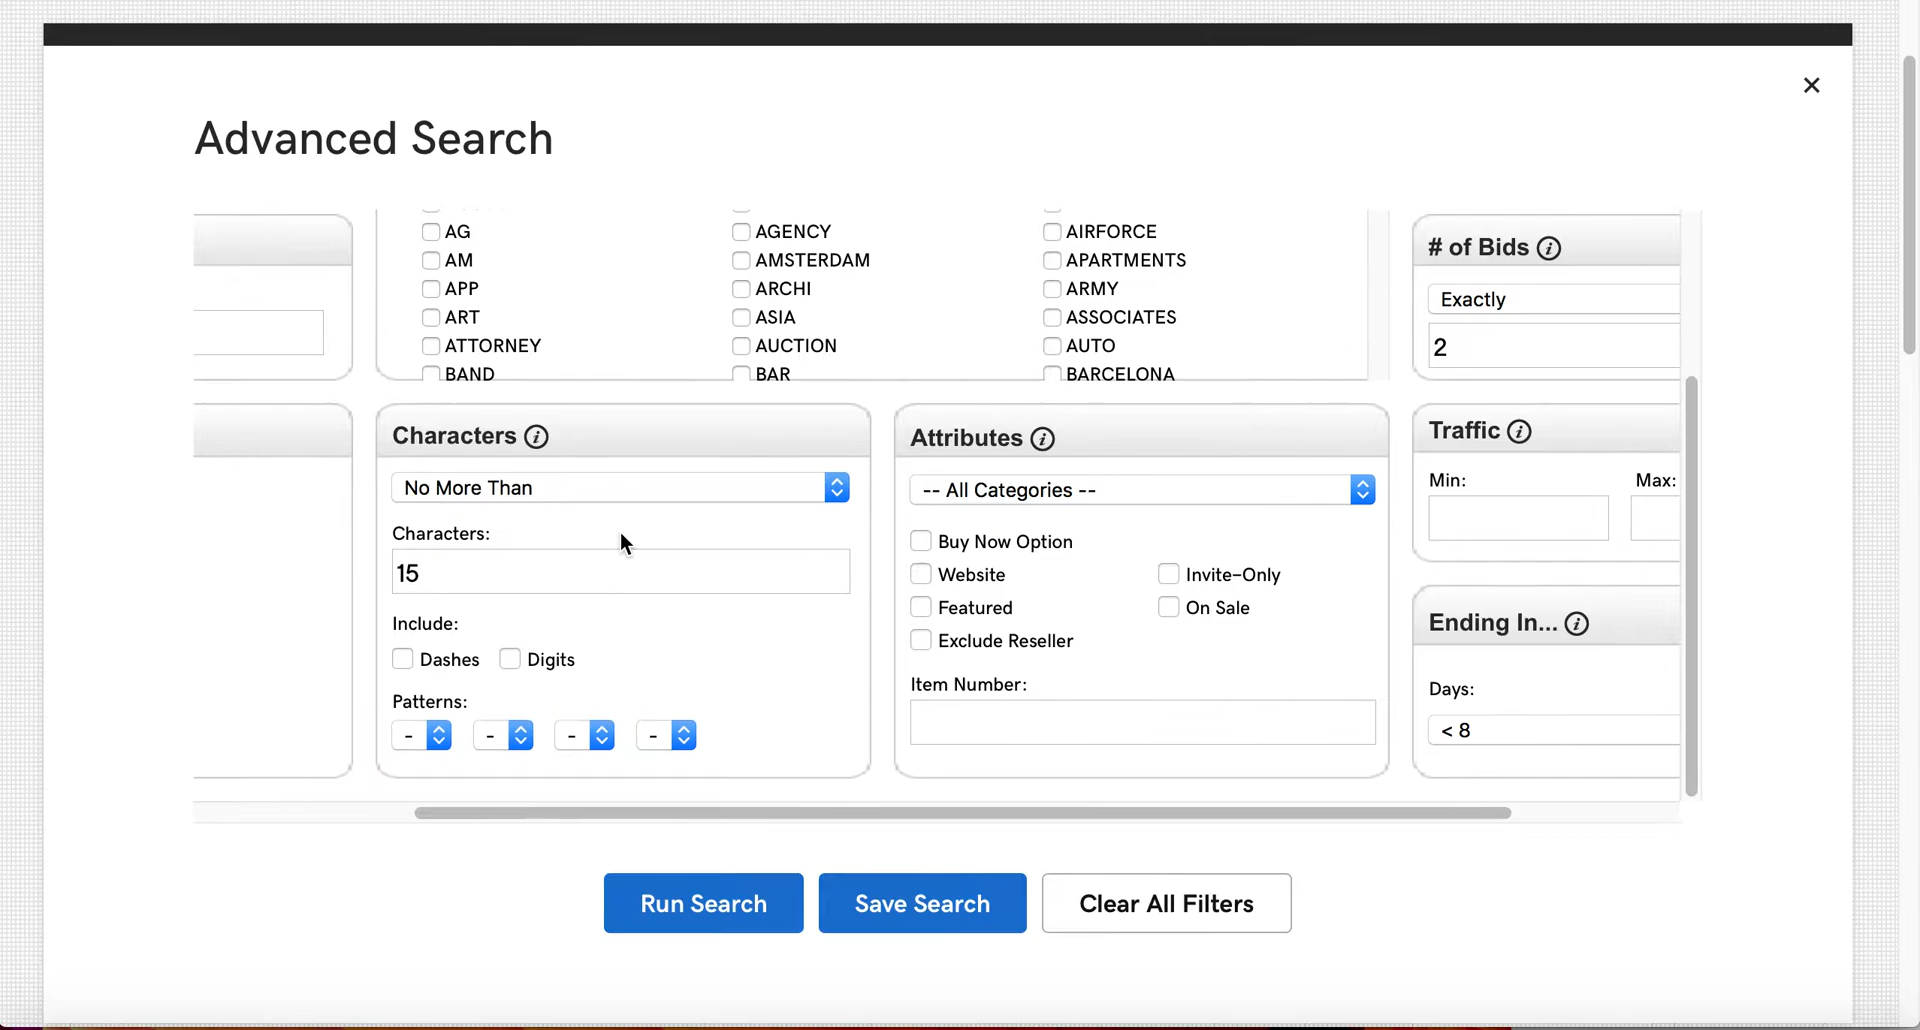 Advanced Search
AG AGENCY AIRFORCE
AM AMSTERDAM APARTMENTS
APP ARCHI ARMY
ART ASIA ASSOCIATES
ATTORNEY AUCTION AUTO
BAND BAR BARCELONA
# of Bids
Exactly
2
Characters
No More Than
Characters:
15
Include:
Dashes Digits
Patterns:
- - - -
Attributes
-- All Categories --
Buy Now Option
Website Invite-Only
Featured On Sale
Exclude Reseller
Item Number:
Traffic
Min: Max:
Ending In...
Days:
< 8
Run Search Save Search Clear All Filters